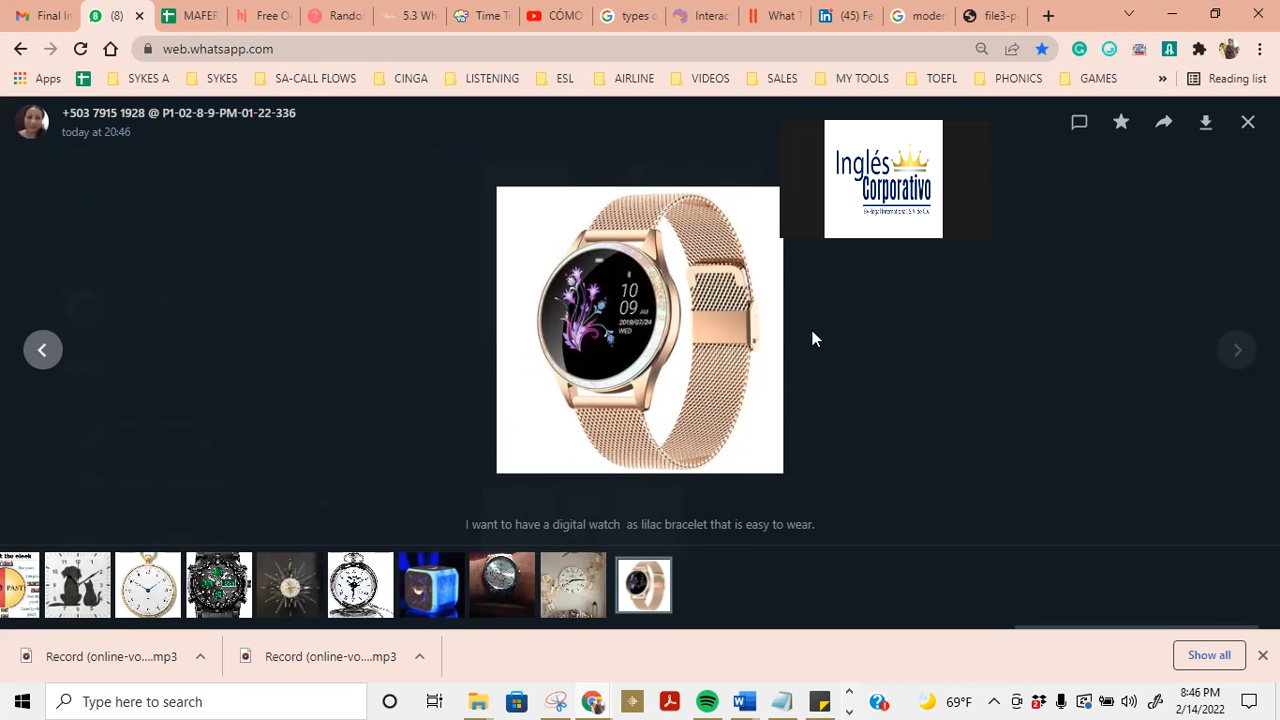 Final In
(8)
MAFER
Free O
Rando
5.3 Wh
Time T
CÓMO
types c
Interac
What T
(45) Fe
moder
file3-p
web.whatsapp.com
Apps
SYKES A
SYKES
SA-CALL FLOWS
CINGA
LISTENING
ESL
AIRLINE
VIDEOS
SALES
MY TOOLS
TOEFL
PHONICS
GAMES
»
Reading list
+503 7915 1928 @ P1-02-8-9-PM-01-22-336
today at 20:46
Inglés
Corporativo
10
09 AM
2019/07/24
WED
I want to have a digital watch as lilac bracelet that is easy to wear.
PAST
Record (online-vo....mp3
Record (online-vo....mp3
Show all
Type here to search
69°F
8:46 PM
2/14/2022